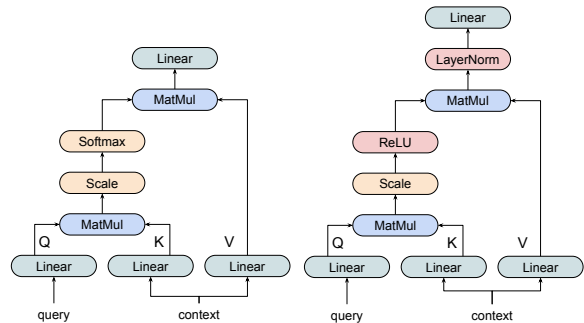 Linear
MatMul
Softmax
Scale
MatMul
Q
K
V
Linear
Linear
Linear
query
context
Linear
LayerNorm
MatMul
ReLU
Scale
MatMul
Q
K
V
Linear
Linear
Linear
query
context